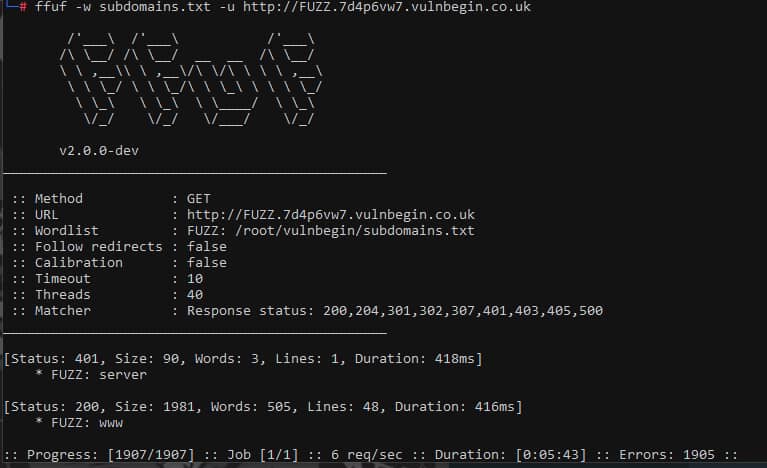 # ffuf -w subdomains.txt -u http://FUZZ.7d4p6vw7.vulnbegin.co.uk
        /'___\  /'___\           /'___\
       /\ \__/ /\ \__/  __  __  /\ \__/
       \ \ ,__\\ \ ,__\/\ \/\ \ \ \ ,__\
        \ \ \_/ \ \ \_/\ \ \_\ \ \ \ \_/
         \ \_\   \ \_\  \ \____/  \ \_\
          \/_/    \/_/   \/___/    \/_/
       v2.0.0-dev
________________________________________________
 :: Method           : GET
 :: URL              : http://FUZZ.7d4p6vw7.vulnbegin.co.uk
 :: Wordlist         : FUZZ: /root/vulnbegin/subdomains.txt
 :: Follow redirects : false
 :: Calibration      : false
 :: Timeout          : 10
 :: Threads          : 40
 :: Matcher          : Response status: 200,204,301,302,307,401,403,405,500
________________________________________________
[Status: 401, Size: 90, Words: 3, Lines: 1, Duration: 418ms]
    * FUZZ: server
[Status: 200, Size: 1981, Words: 505, Lines: 48, Duration: 416ms]
    * FUZZ: www
:: Progress: [1907/1907] :: Job [1/1] :: 6 req/sec :: Duration: [0:05:43] :: Errors: 1905 ::